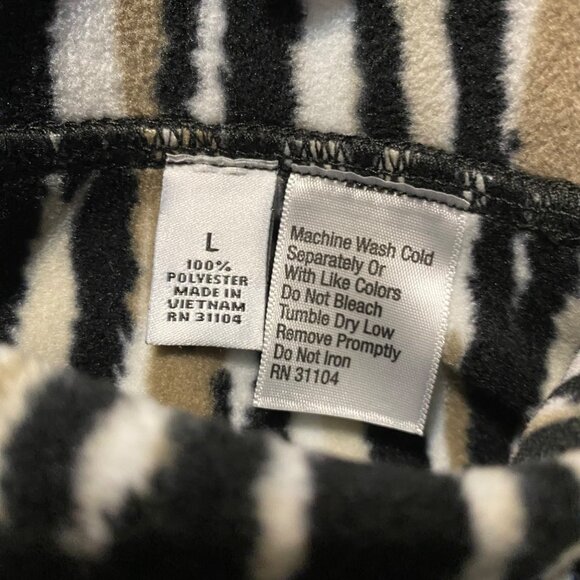 L
100%
POLYESTER
MADE IN
VIETNAM
RN 31104
Machine Wash Cold
Separately Or
With Like Colors
Do Not Bleach
Tumble Dry Low
Remove Promptly
Do Not Iron
RN 31104